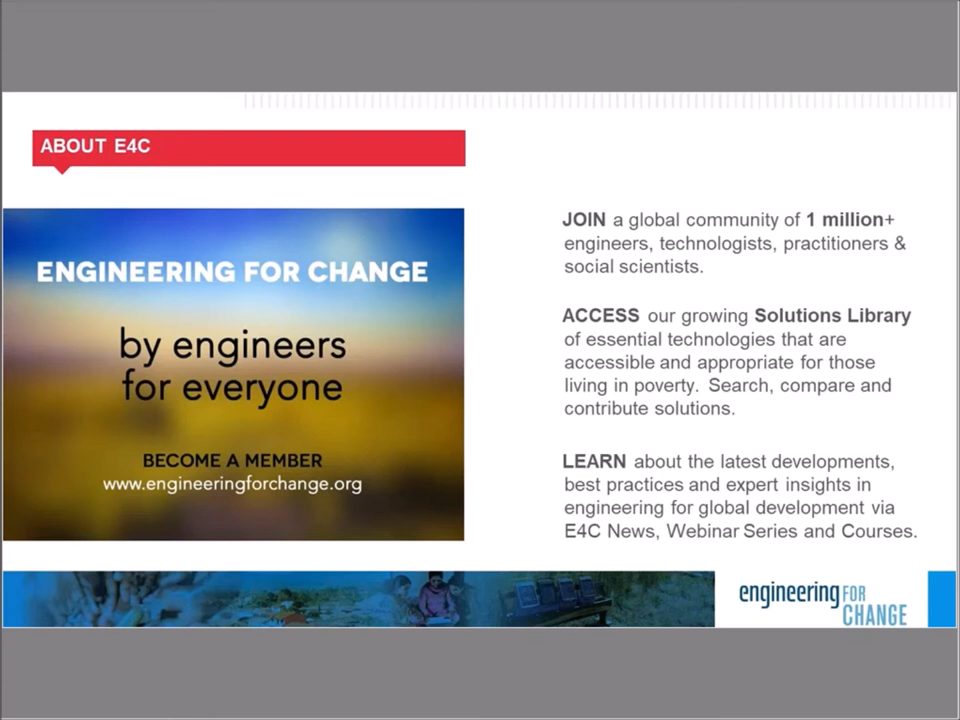 ABOUT E4C
ENGINEERING FOR CHANGE
by engineers
for everyone
BECOME A MEMBER
www.engineeringforchange.org
JOIN a global community of 1 million+
engineers, technologists, practitioners &
social scientists.
ACCESS our growing Solutions Library
of essential technologies that are
accessible and appropriate for those
living in poverty. Search, compare and
contribute solutions.
LEARN about the latest developments,
best practices and expert insights in
engineering for global development via
E4C News, Webinar Series and Courses.
engineering FOR
CHANGE